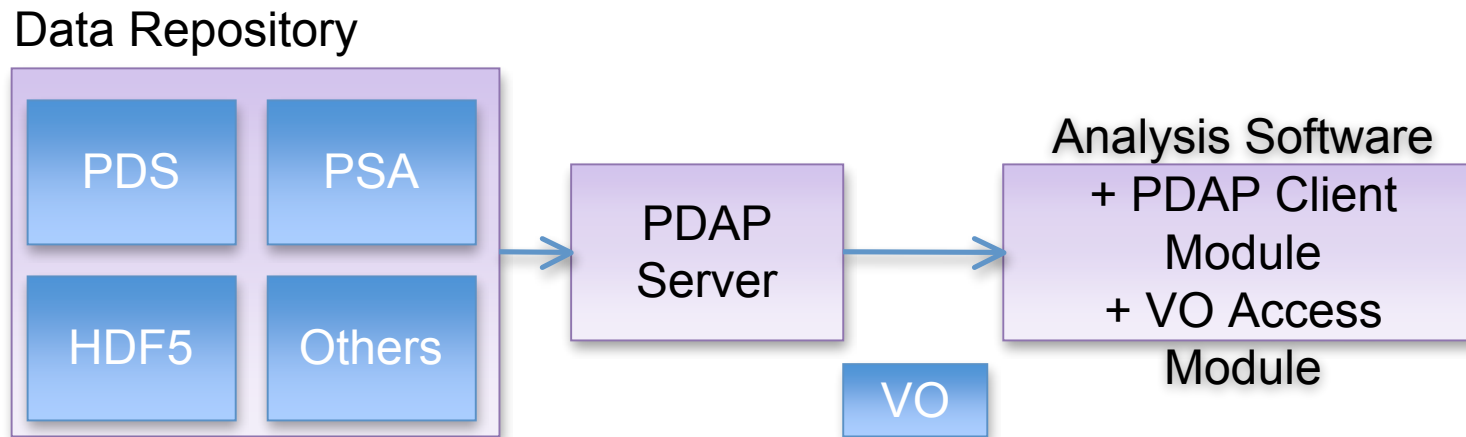 Data Repository
PDS
PSA
HDF5
Others
PDAP
Server
VO
Analysis Software
+ PDAP Client
Module
+ VO Access
Module